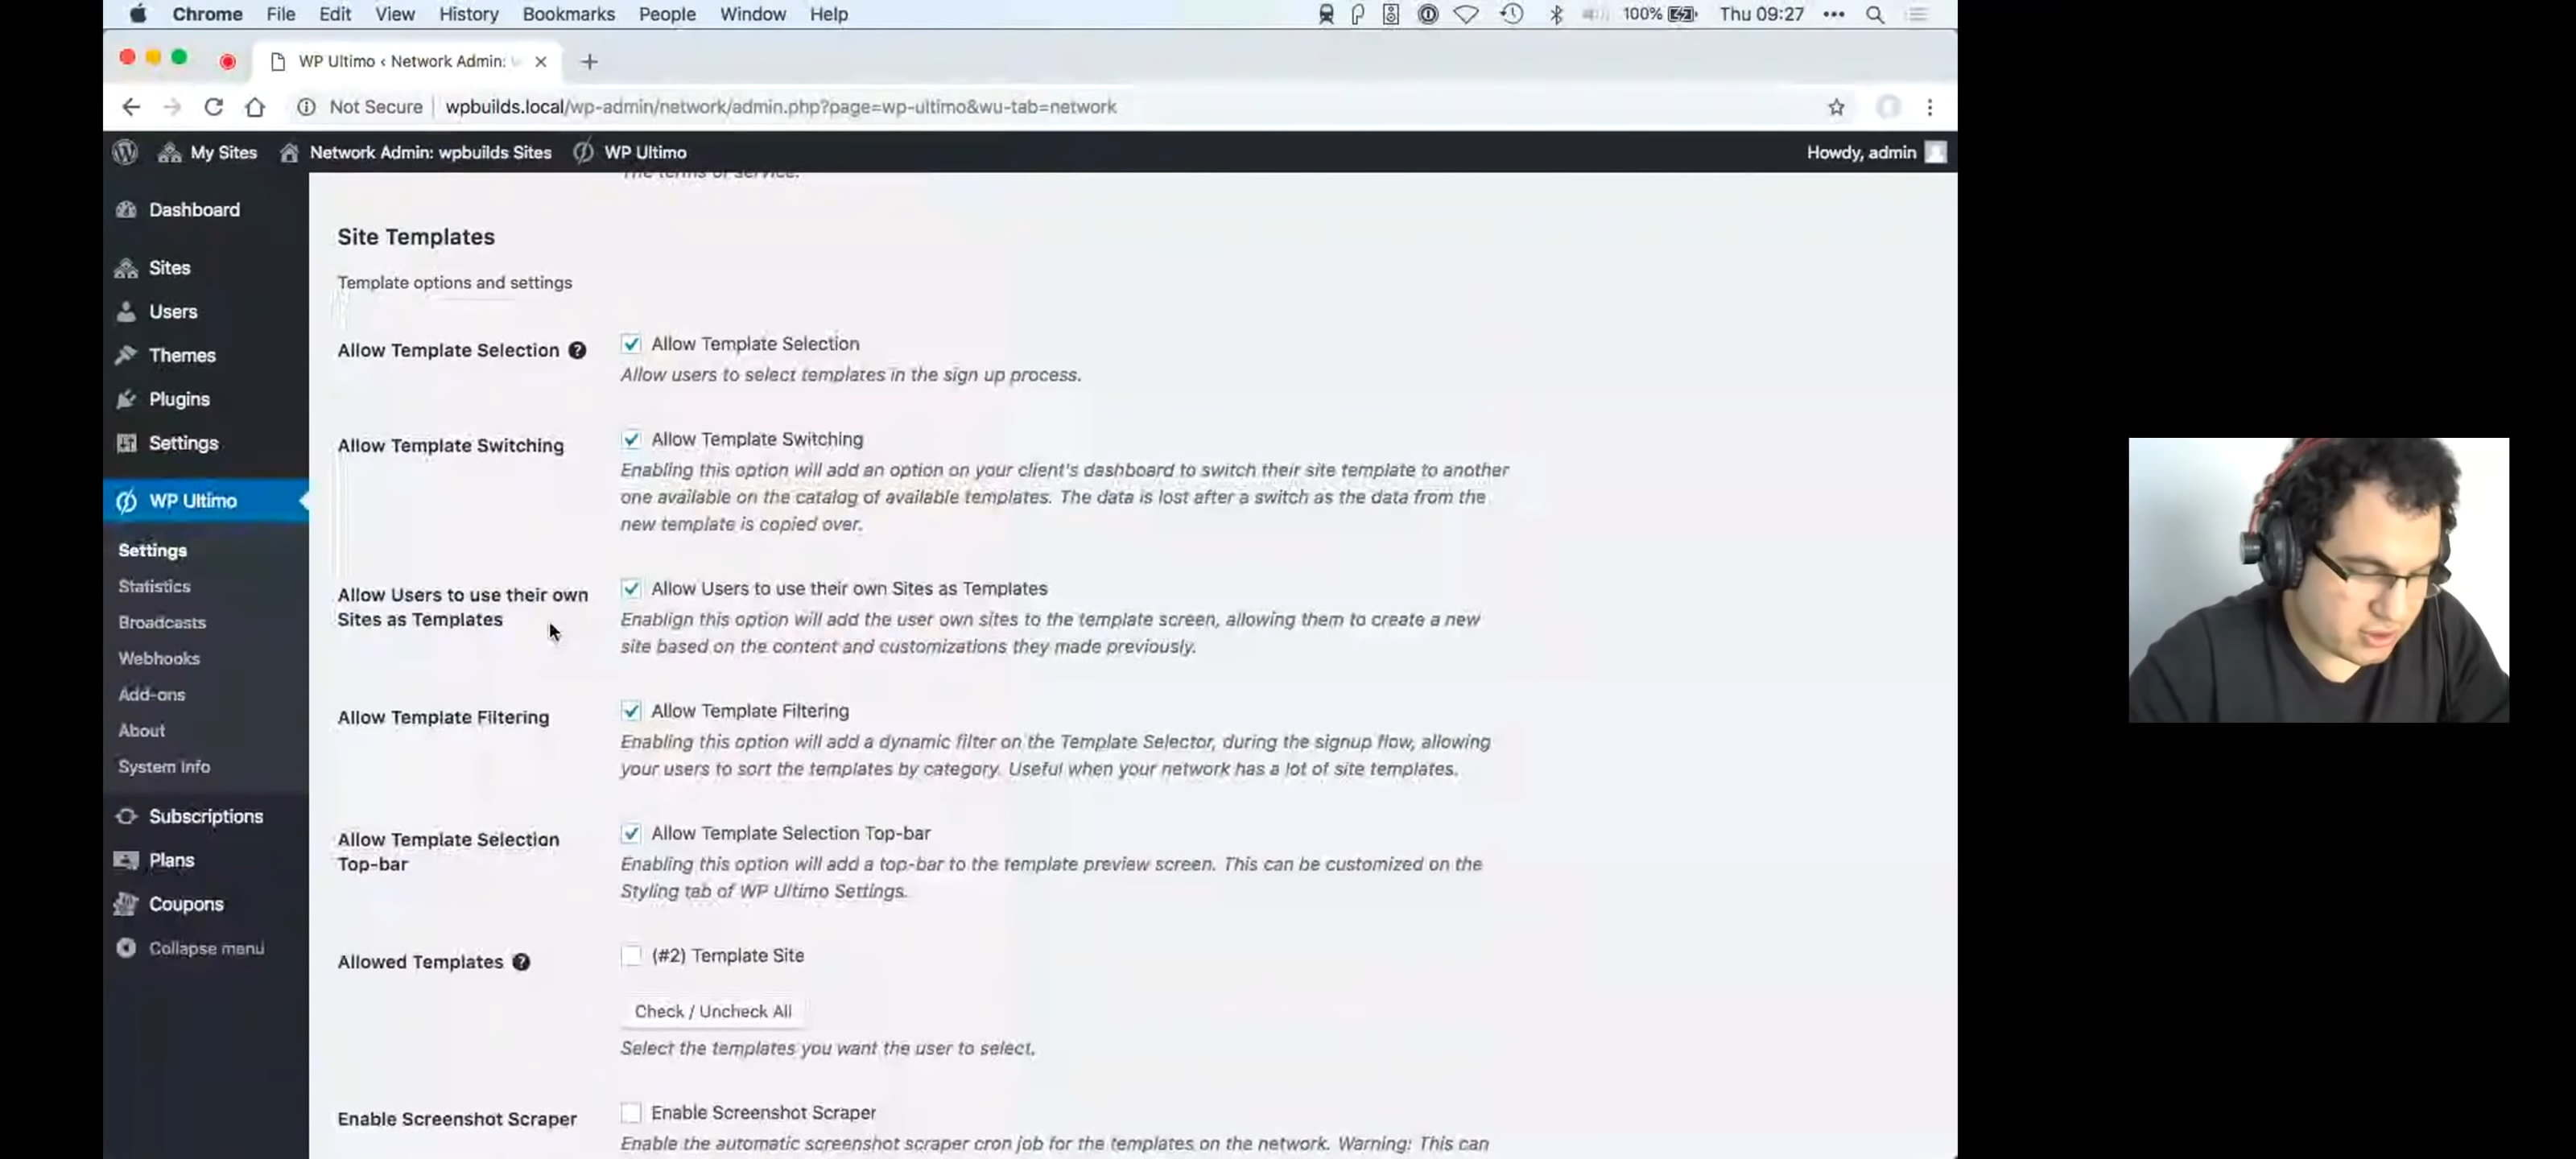 Chrome File Edit View History Bookmarks People Window Help 100% Thu 09:27
WP Ultimo ‹ Network Admin:
Not Secure wpbuilds.local/wp-admin/network/admin.php?page=wp-ultimo&wu-tab=network
My Sites Network Admin: wpbuilds Sites WP Ultimo Howdy, admin
The terms of service.
Dashboard
Sites
Users
Themes
Plugins
Settings
WP Ultimo
Settings
Statistics
Broadcasts
Webhooks
Add-ons
About
System Info
Subscriptions
Plans
Coupons
Collapse menu
Site Templates
Template options and settings
Allow Template Selection ?
Allow Template Selection
Allow users to select templates in the sign up process.
Allow Template Switching
Allow Template Switching
Enabling this option will add an option on your client's dashboard to switch their site template to another
one available on the catalog of available templates. The data is lost after a switch as the data from the
new template is copied over.
Allow Users to use their own
Sites as Templates
Allow Users to use their own Sites as Templates
Enablign this option will add the user own sites to the template screen, allowing them to create a new
site based on the content and customizations they made previously.
Allow Template Filtering
Allow Template Filtering
Enabling this option will add a dynamic filter on the Template Selector, during the signup flow, allowing
your users to sort the templates by category. Useful when your network has a lot of site templates.
Allow Template Selection
Top-bar
Allow Template Selection Top-bar
Enabling this option will add a top-bar to the template preview screen. This can be customized on the
Styling tab of WP Ultimo Settings.
Allowed Templates ?
(#2) Template Site
Check / Uncheck All
Select the templates you want the user to select.
Enable Screenshot Scraper
Enable Screenshot Scraper
Enable the automatic screenshot scraper cron job for the templates on the network. Warning: This can